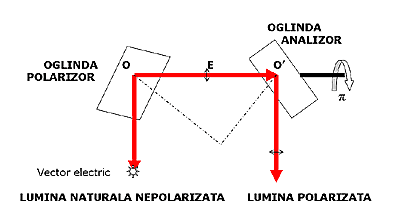 OGLINDA
ANALIZOR
OGLINDA
POLARIZOR
O
E
O'
π
Vector electric
LUMINA NATURALA NEPOLARIZATA
LUMINA POLARIZATA